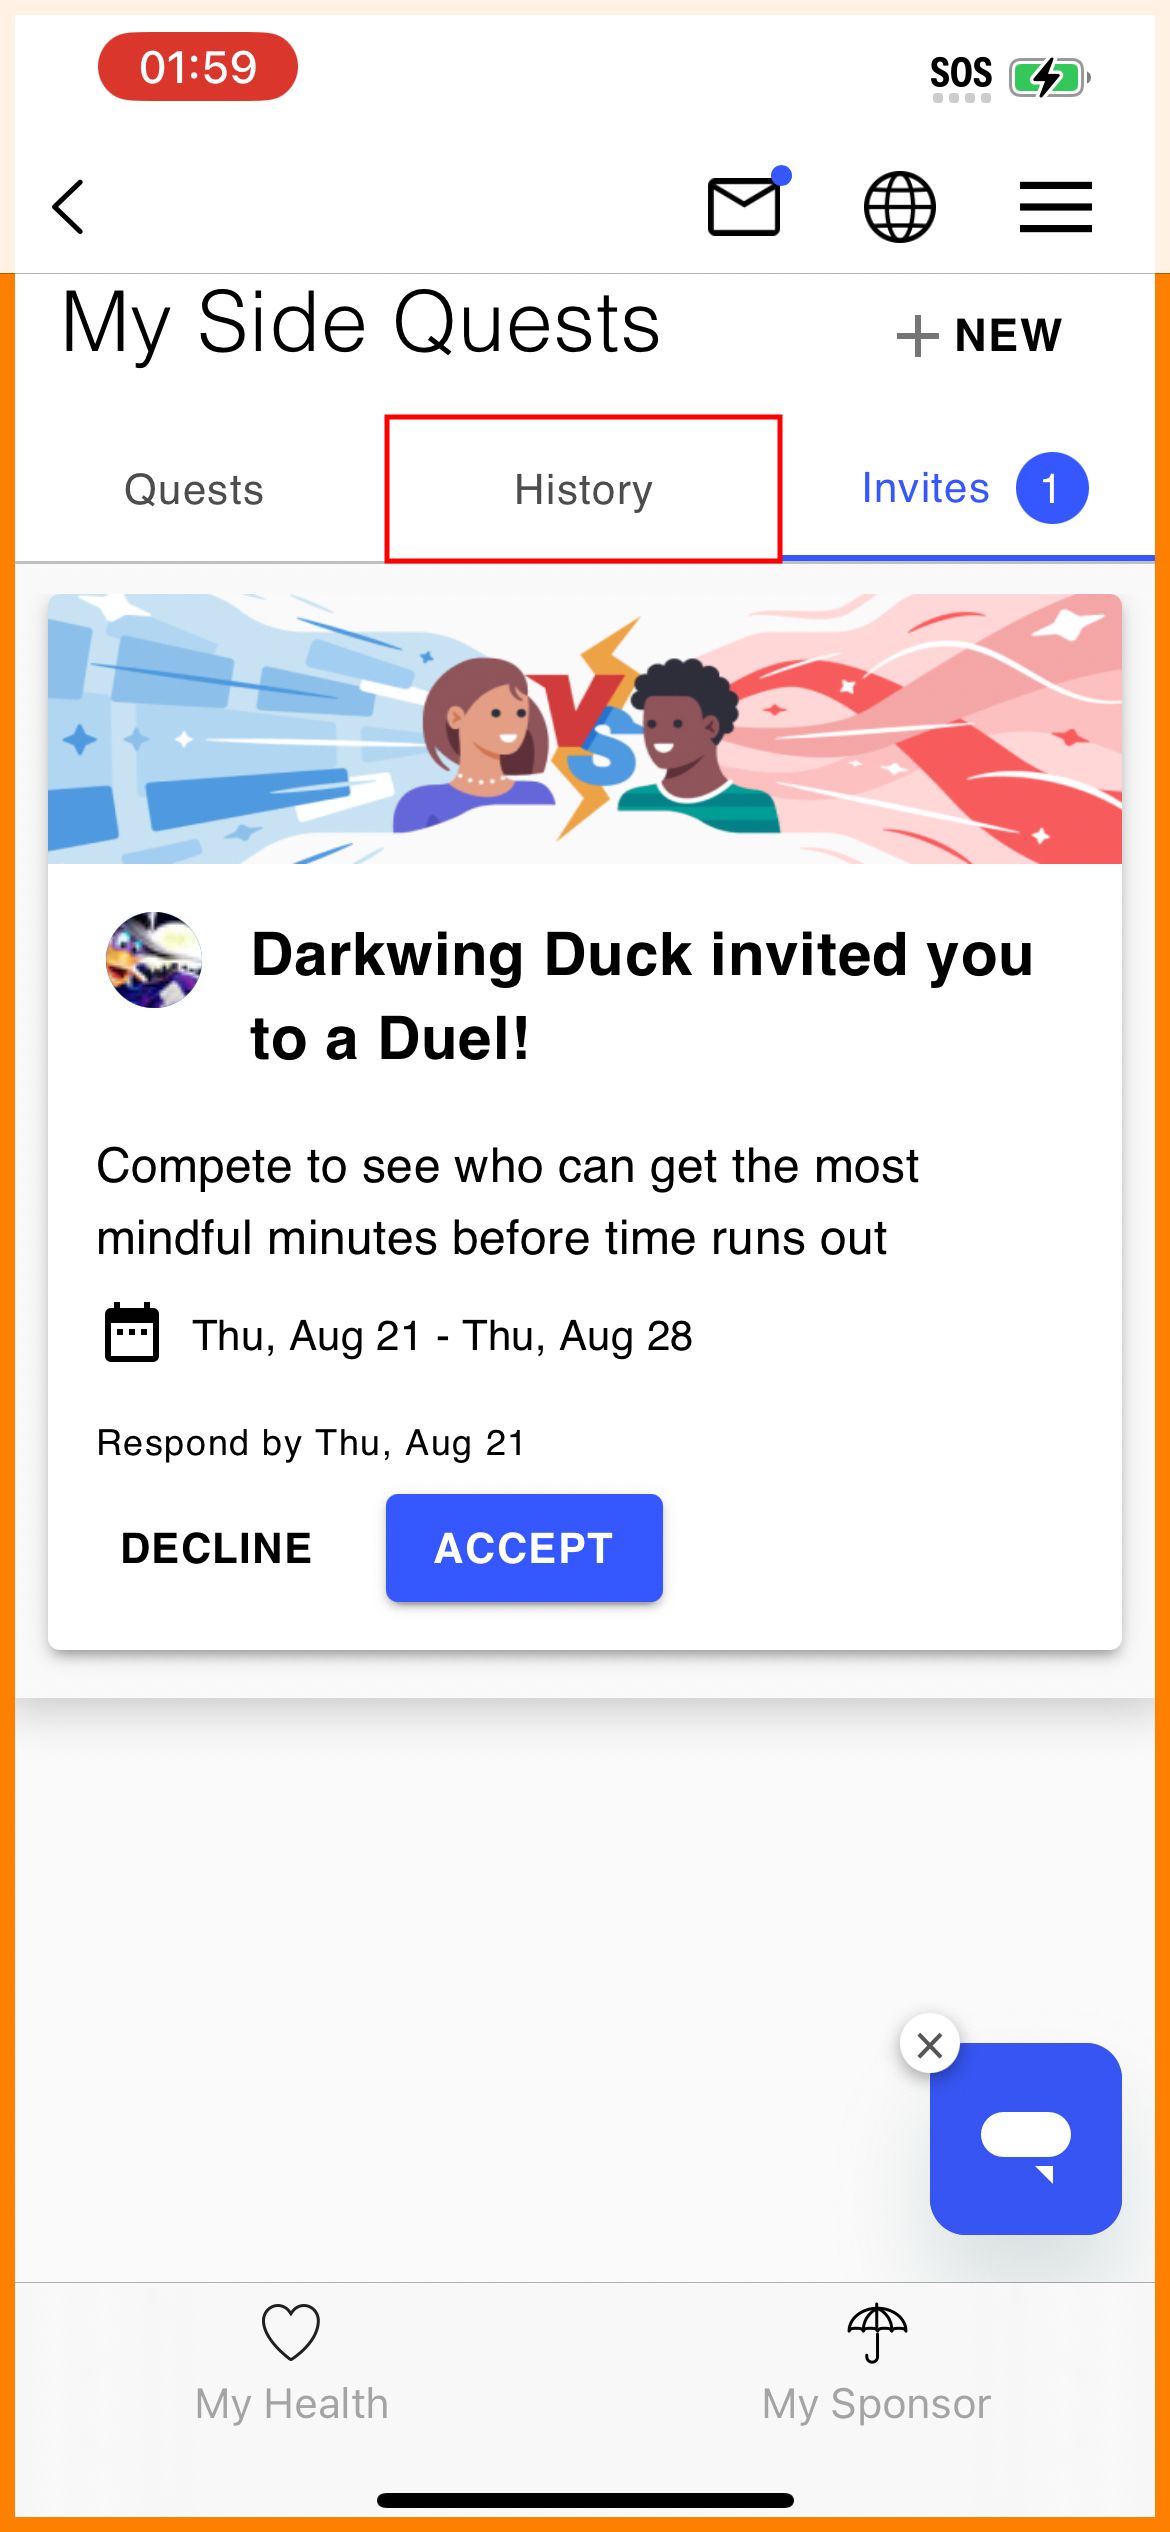 01:59
SOS
My Side Quests
NEW
Quests
History
Invites 1
VS
Darkwing Duck invited you
to a Duel!
Compete to see who can get the most
mindful minutes before time runs out
Thu, Aug 21 - Thu, Aug 28
Respond by Thu, Aug 21
DECLINE
ACCEPT
My Health
My Sponsor